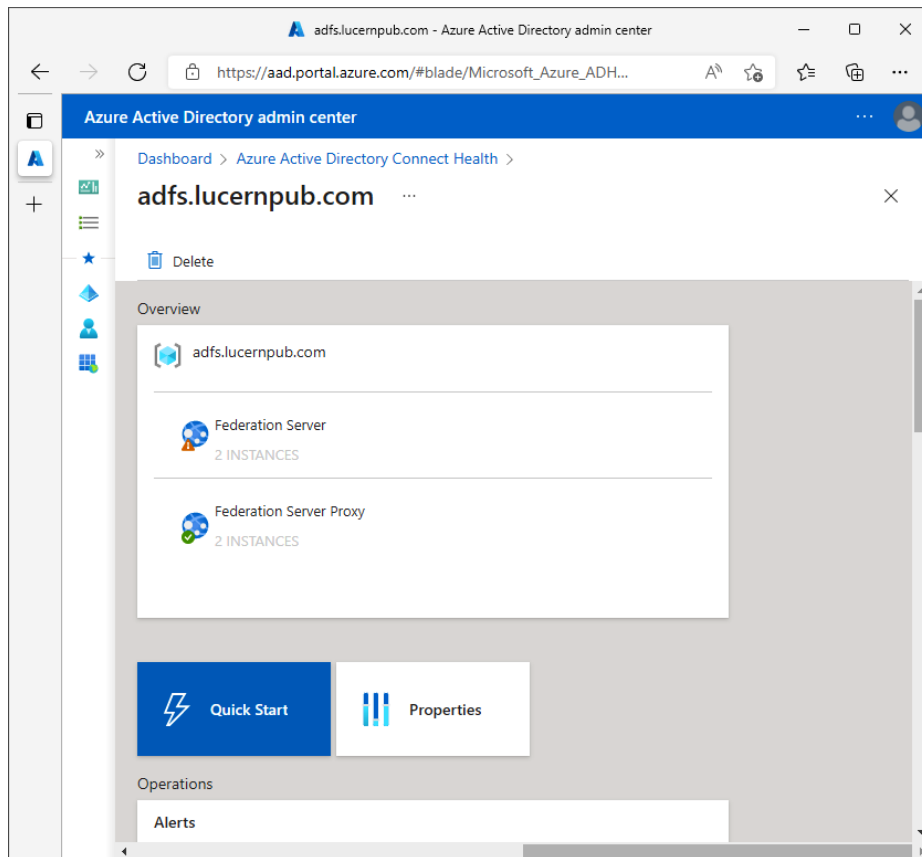 adfs.lucernpub.com - Azure Active Directory admin center
https://aad.portal.azure.com/#blade/Microsoft_Azure_ADH...
Azure Active Directory admin center
Dashboard > Azure Active Directory Connect Health >
adfs.lucernpub.com
Delete
Overview
adfs.lucernpub.com
Federation Server
2 INSTANCES
Federation Server Proxy
2 INSTANCES
Quick Start
Properties
Operations
Alerts